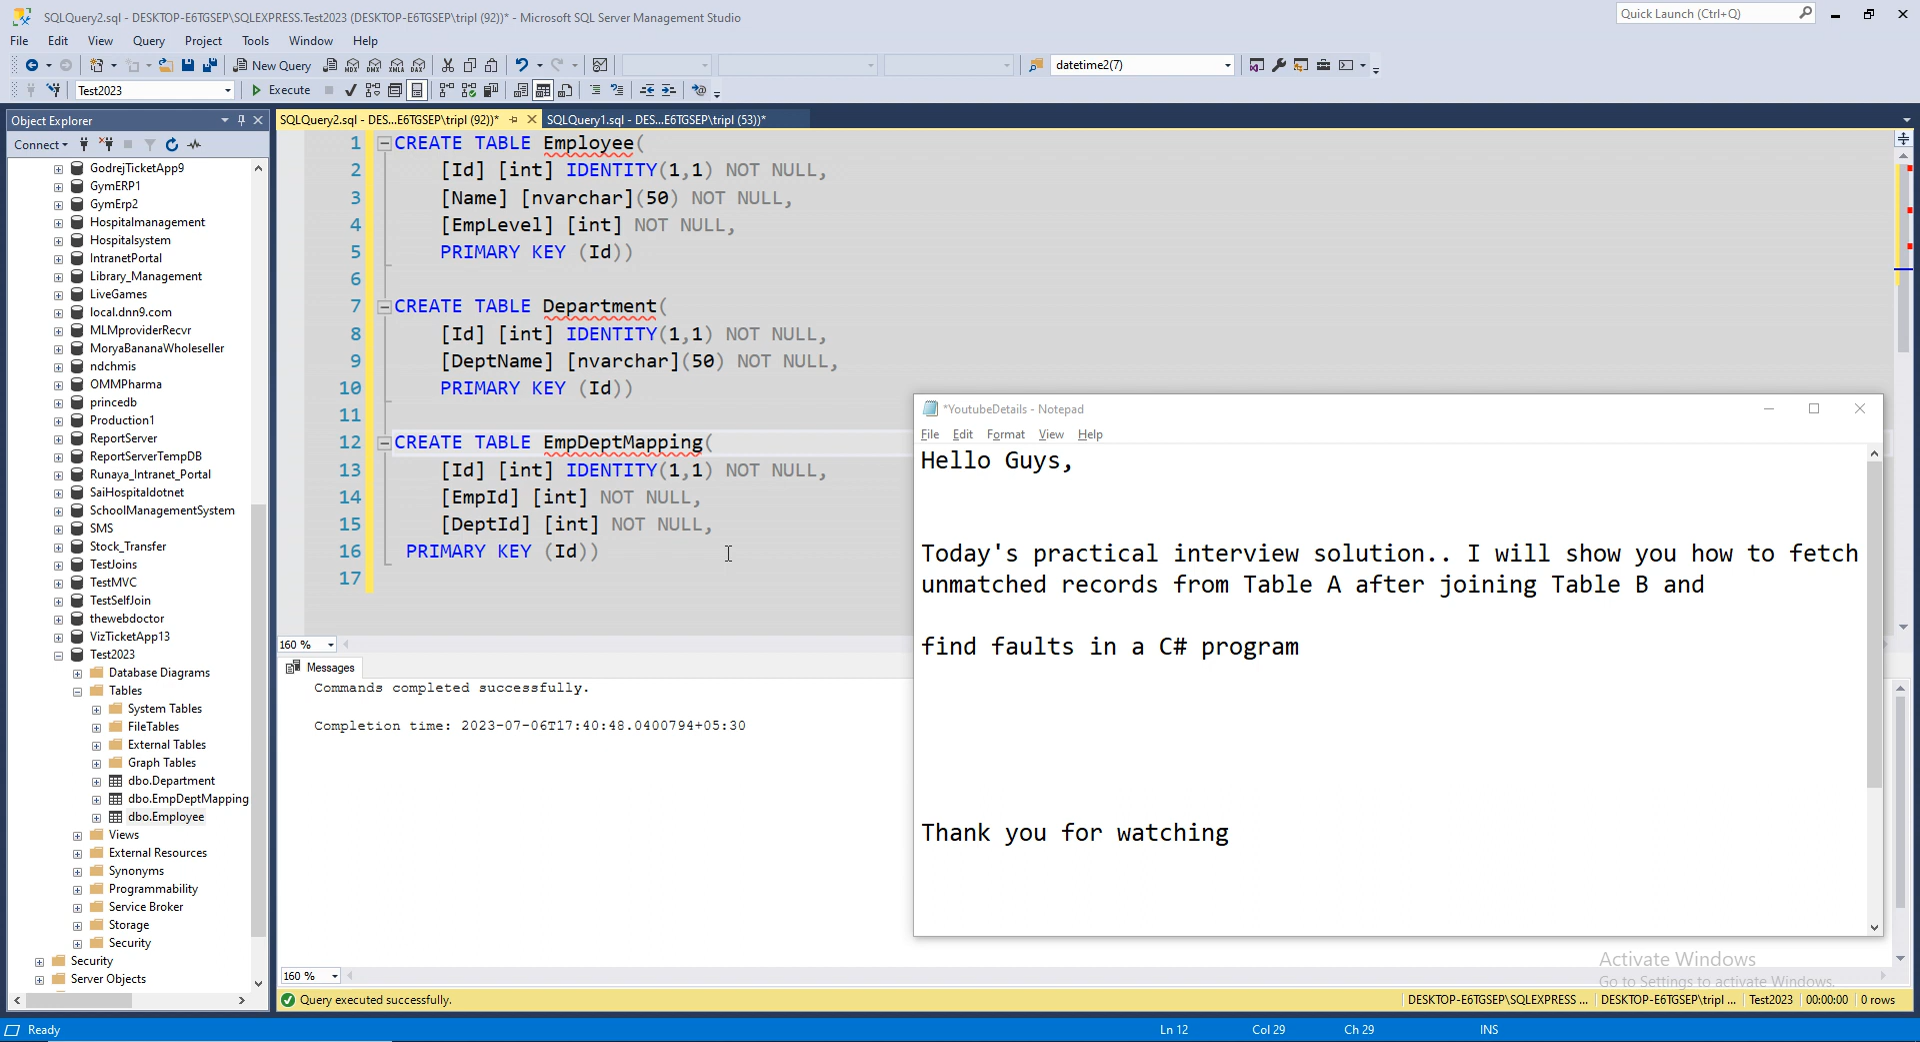 SQLQuery2.sql - DESKTOP-E6TGSEP\SQLEXPRESS.Test2023 (DESKTOP-E6TGSEP\tripl (92))* - Microsoft SQL Server Management Studio
Quick Launch (Ctrl+Q)
File Edit View Query Project Tools Window Help
New Query
MDX DMX XMLA DAX
datetime2(7)
Test2023
Execute
Object Explorer
SQLQuery2.sql - DES...E6TGSEP\tripl (92))*
SQLQuery1.sql - DES...E6TGSEP\tripl (53))*
Connect
GodrejTicketApp9
GymERP1
GymErp2
Hospitalmanagement
Hospitalsystem
IntranetPortal
Library_Management
LiveGames
local.dnn9.com
MLMproviderRecvr
MoryaBananaWholeseller
ndchmis
OMMPharma
princedb
Production1
ReportServer
ReportServerTempDB
Runaya_Intranet_Portal
SaiHospitaldotnet
SchoolManagementSystem
SMS
Stock_Transfer
TestJoins
TestMVC
TestSelfJoin
thewebdoctor
VizTicketApp13
Test2023
Database Diagrams
Tables
System Tables
FileTables
External Tables
Graph Tables
dbo.Department
dbo.EmpDeptMapping
dbo.Employee
Views
External Resources
Synonyms
Programmability
Service Broker
Storage
Security
Security
Server Objects
1 CREATE TABLE Employee(
2 [Id] [int] IDENTITY(1,1) NOT NULL,
3 [Name] [nvarchar](50) NOT NULL,
4 [EmpLevel] [int] NOT NULL,
5 PRIMARY KEY (Id))
6
7 CREATE TABLE Department(
8 [Id] [int] IDENTITY(1,1) NOT NULL,
9 [DeptName] [nvarchar](50) NOT NULL,
10 PRIMARY KEY (Id))
11
12 CREATE TABLE EmpDeptMapping(
13 [Id] [int] IDENTITY(1,1) NOT NULL,
14 [EmpId] [int] NOT NULL,
15 [DeptId] [int] NOT NULL,
16 PRIMARY KEY (Id))
17
160 %
Messages
Commands completed successfully.
Completion time: 2023-07-06T17:40:48.0400794+05:30
160 %
*YoutubeDetails - Notepad
File Edit Format View Help
Hello Guys,
Today's practical interview solution.. I will show you how to fetch
unmatched records from Table A after joining Table B and
find faults in a C# program
Thank you for watching
Activate Windows
Go to Settings to activate Windows.
Query executed successfully.
DESKTOP-E6TGSEP\SQLEXPRESS ... DESKTOP-E6TGSEP\tripl ... Test2023 00:00:00 0 rows
Ready Ln 12 Col 29 Ch 29 INS